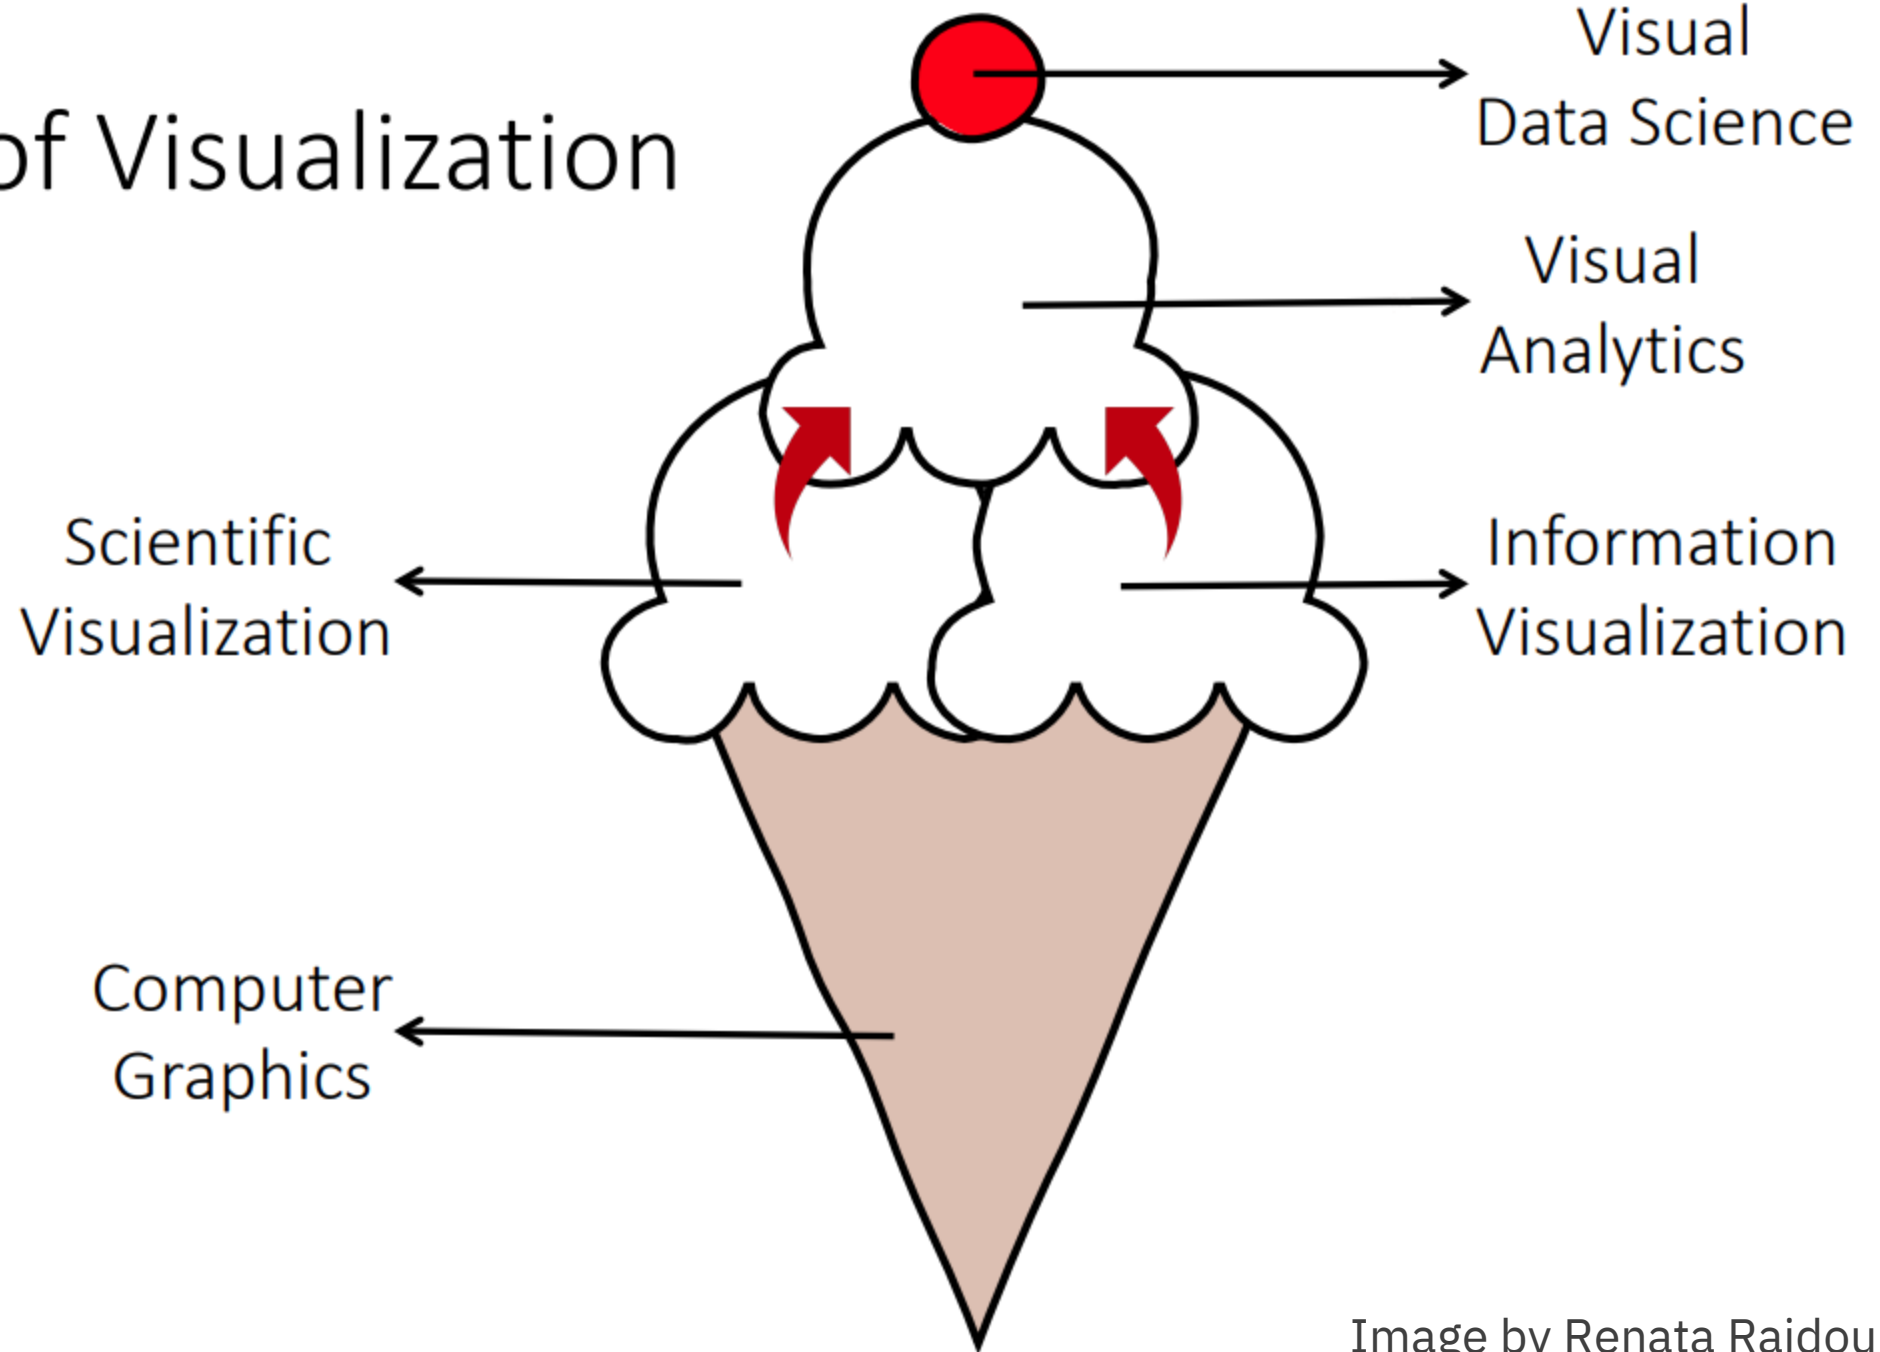 of Visualization
Visual
Data Science
Visual
Analytics
Scientific
Visualization
Information
Visualization
Computer
Graphics
Image by Renata Raidou